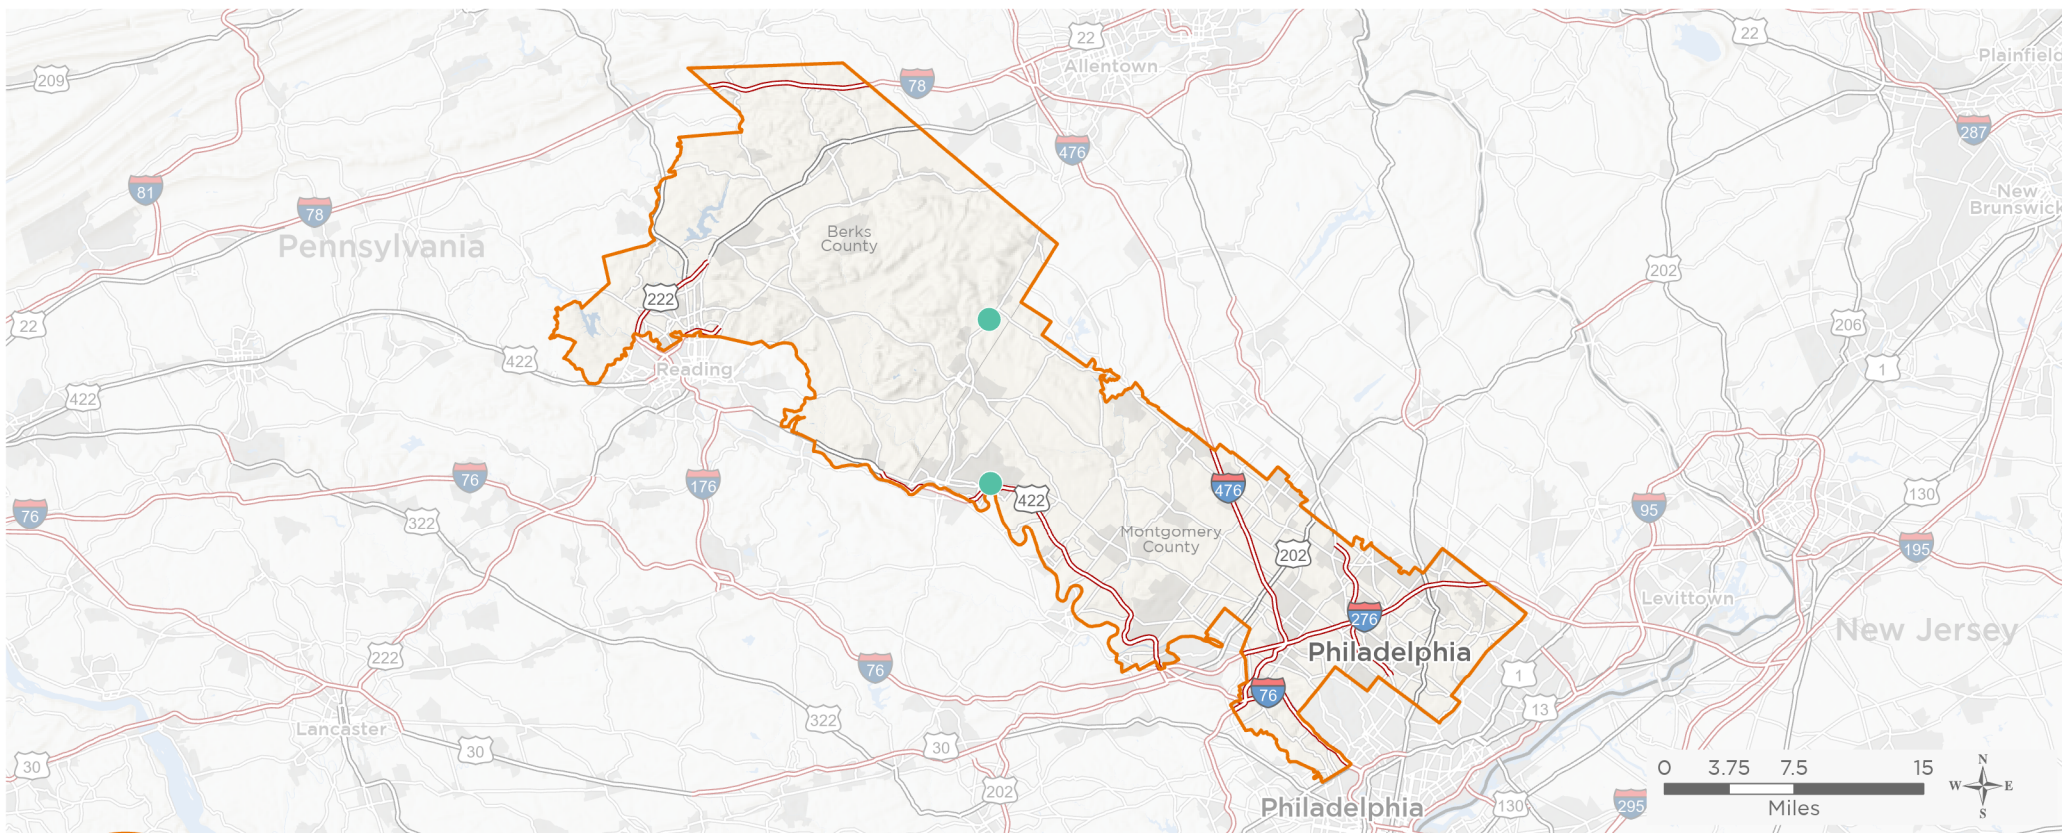 22
22
209
Allentown
Plainfield
78
476
287
81
78
New
Brunswick
Berks
County
Pennsylvania
202
222
22
206
422
Reading
1
422
76
176
476
422
130
95
76
322
Montgomery
County
202
195
Levittown
276
New Jersey
222
Philadelphia
76
1
76
13
322
Lancaster
30
30
30
0 3.75 7.5 15
Miles
N
W E
S
202
130
295
Philadelphia